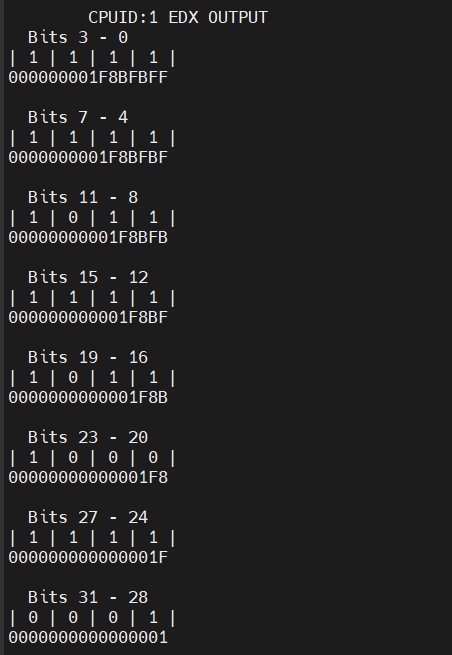 CPUID:1 EDX OUTPUT
Bits 3 - 0
| 1 | 1 | 1 | 1 |
000000001F8BFBFF
Bits 7 - 4
| 1 | 1 | 1 | 1 |
0000000001F8BFBF
Bits 11 - 8
| 1 | 0 | 1 | 1 |
00000000001F8BFB
Bits 15 - 12
| 1 | 1 | 1 | 1 |
000000000001F8BF
Bits 19 - 16
| 1 | 0 | 1 | 1 |
0000000000001F8B
Bits 23 - 20
| 1 | 0 | 0 | 0 |
00000000000001F8
Bits 27 - 24
| 1 | 1 | 1 | 1 |
000000000000001F
Bits 31 - 28
| 0 | 0 | 0 | 1 |
0000000000000001